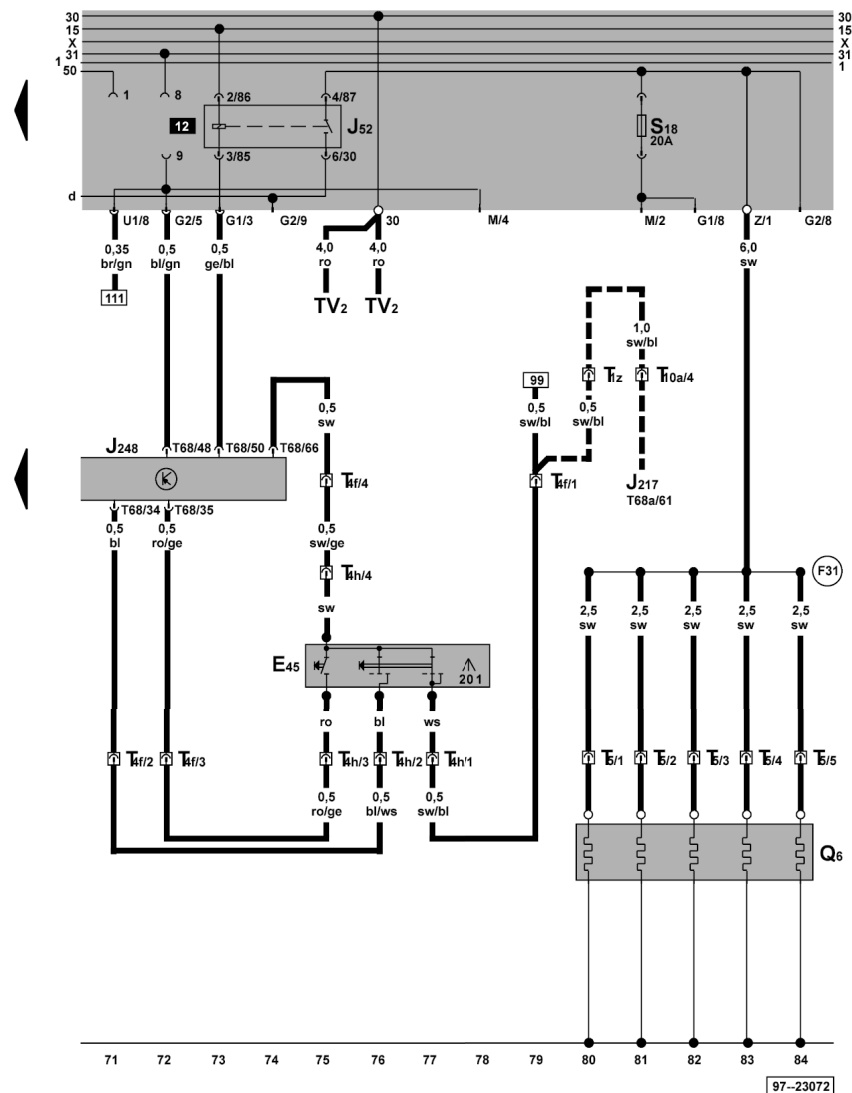 30 30
15 15
X X
31 31
1 1
50
1 8 2/86 4/87
12 J52 S18
20A
9 3/85 6/30
d
U1/8 G2/5 G1/3 G2/9 30 M/4 M/2 G1/8 Z/1 G2/8
0,35 0,5 0,5 4,0 4,0 6,0
br/gn bl/gn ge/bl ro ro sw
111
TV2 TV2
1,0
sw/bl
99 T1z T10a/4
0,5 0,5 0,5
sw sw/bl sw/bl
J248 T68/48 T68/50 T68/66
T4f/4 T4f/1 J217
T68a/61
T68/34 T68/35
0,5 0,5 0,5
bl ro/ge sw/ge
T4h/4 F31
sw
2,5 2,5 2,5 2,5 2,5
sw sw sw sw sw
E45 201
ro bl ws
T4f/2 T4f/3 T4h/3 T4h/2 T4h/1 T5/1 T5/2 T5/3 T5/4 T5/5
0,5 0,5 0,5
ro/ge bl/ws sw/bl
Q6
71 72 73 74 75 76 77 78 79 80 81 82 83 84
97--23072